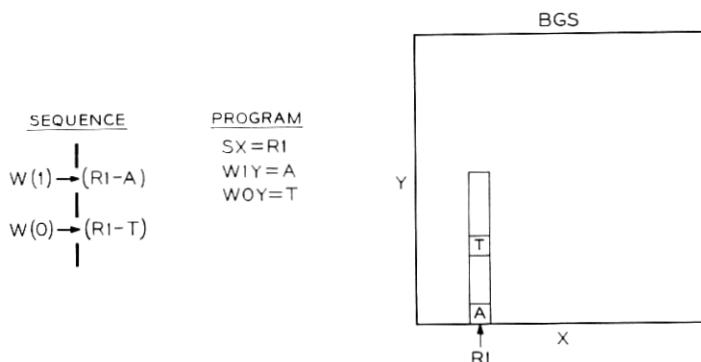 SEQUENCE
W(1)→(R1-A)
W(0)→(R1-T)
PROGRAM
SX=R1
W1Y=A
W0Y=T
BGS
Y
T
A
X
R1